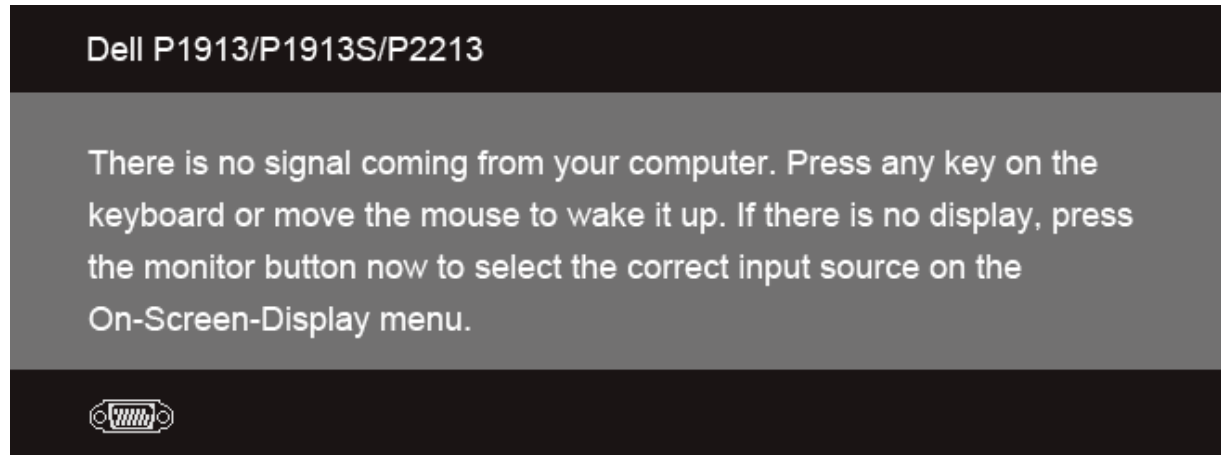 Dell P1913/P1913S/P2213
There is no signal coming from your computer. Press any key on the
keyboard or move the mouse to wake it up. If there is no display, press
the monitor button now to select the correct input source on the
On-Screen-Display menu.